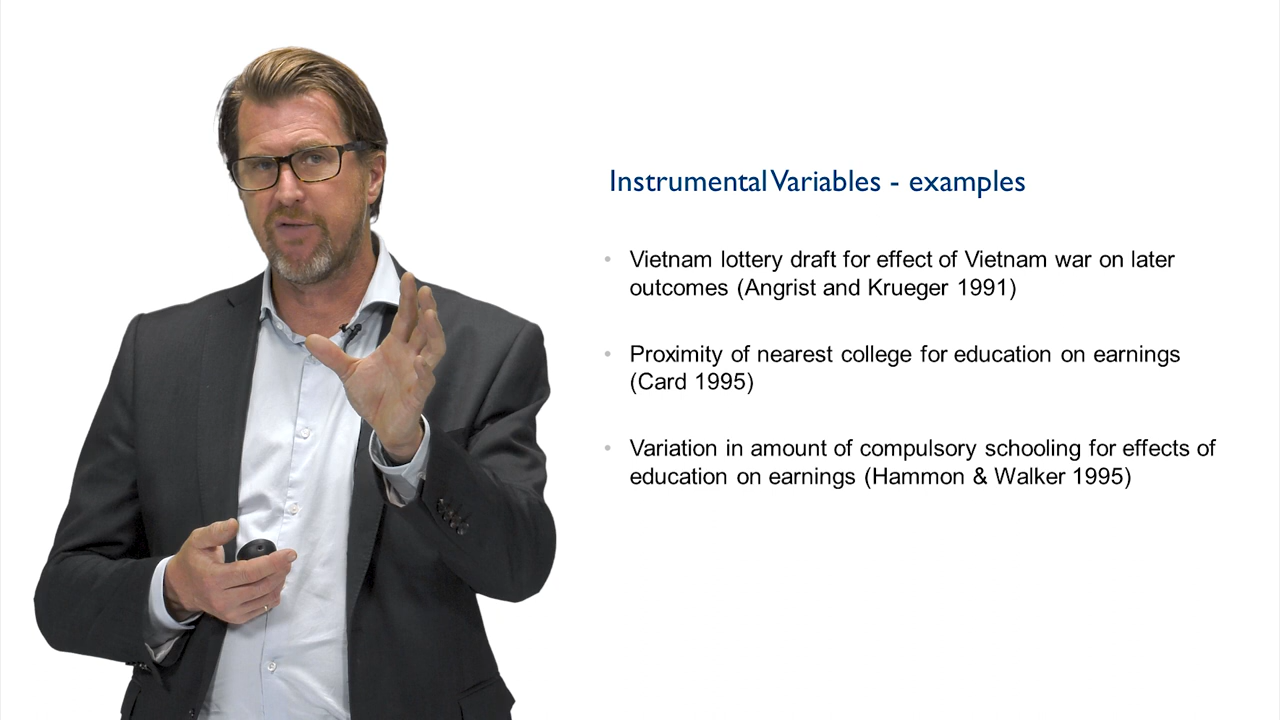 Instrumental Variables - examples
• Vietnam lottery draft for effect of Vietnam war on later
outcomes (Angrist and Krueger 1991)
• Proximity of nearest college for education on earnings
(Card 1995)
• Variation in amount of compulsory schooling for effects of
education on earnings (Hammon & Walker 1995)